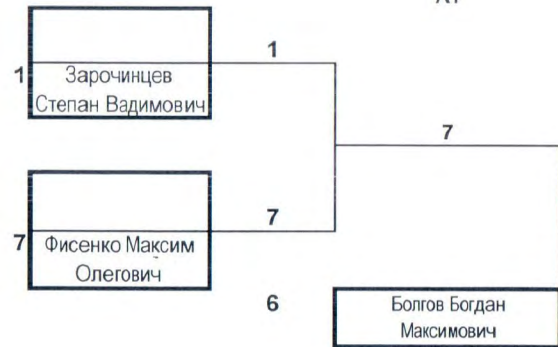 1
1 Зарочинцев
Степан Вадимович
7
7
7 Фисенко Максим
Олегович
6 Болгов Богдан
Максимович